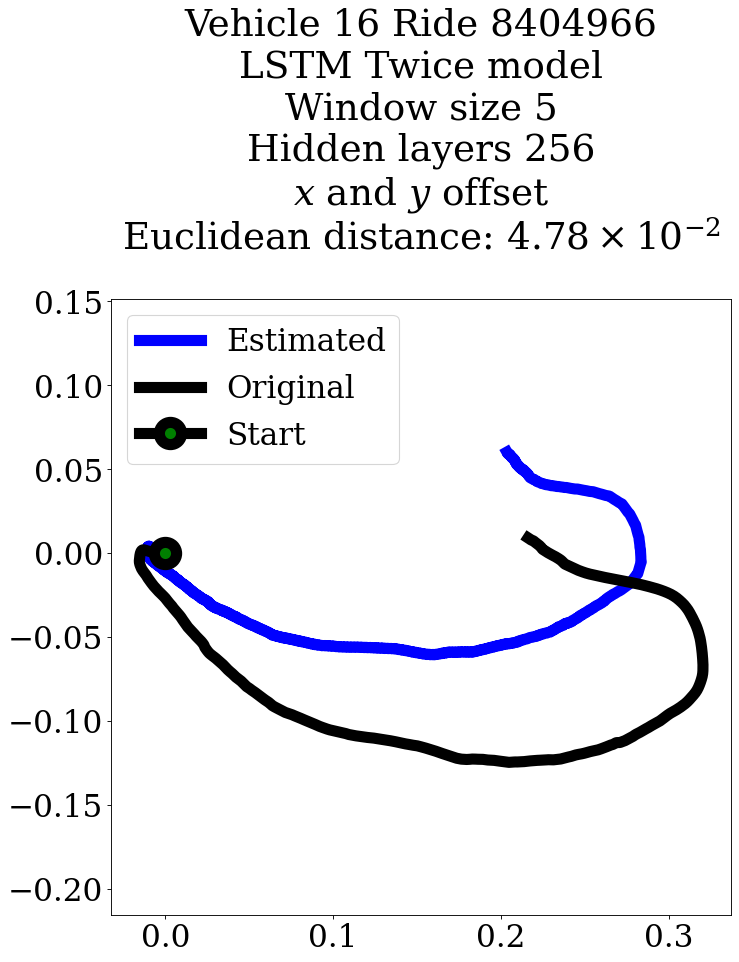 Vehicle 16 Ride 8404966
LSTM Twice model
Window size 5
Hidden layers 256
x and y offset
Euclidean distance: 4.78 × 10⁻²
0.15
0.10
0.05
0.00
−0.05
−0.10
−0.15
−0.20
Estimated
Original
Start
0.0 0.1 0.2 0.3